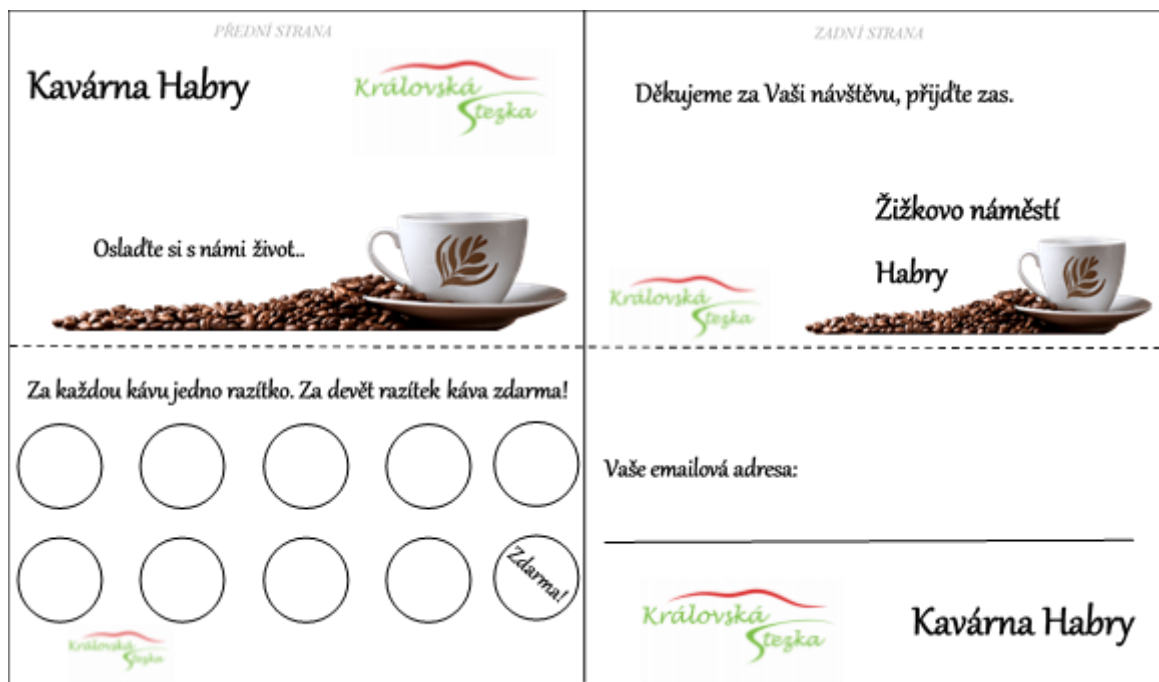 PŘEDNÍ STRANA
Kavárna Habry
Královská
Stezka
Oslaďte si s námi život...
ZADNÍ STRANA
Děkujeme za Vaši návštěvu, přijďte zas.
Žižkovo náměstí
Habry
Královská
Stezka
Za každou kávu jedno razítko. Za devět razítek káva zdarma!
Zdarma!
Královská
Stezka
Vaše emailová adresa:
Královská
Stezka
Kavárna Habry